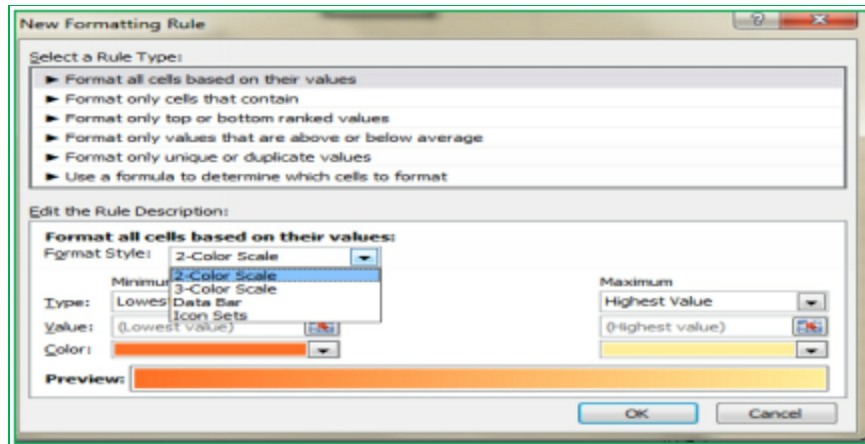 New Formatting Rule
Select a Rule Type:
► Format all cells based on their values
► Format only cells that contain
► Format only top or bottom ranked values
► Format only values that are above or below average
► Format only unique or duplicate values
► Use a formula to determine which cells to format
Edit the Rule Description:
Format all cells based on their values:
Format Style: 2-Color Scale
2-Color Scale
3-Color Scale
Data Bar
Icon Sets
Maximum
Type: Highest Value
Value: (Lowest value) (Highest value)
Color:
Preview:
OK Cancel